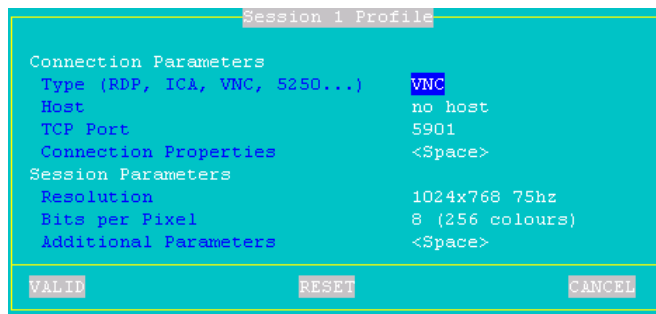 Session 1 Profile
Connection Parameters
Type (RDP, ICA, VNC, 5250...) VNC
Host no host
TCP Port 5901
Connection Properties <Space>
Session Parameters
Resolution 1024x768 75hz
Bits per Pixel 8 (256 colours)
Additional Parameters <Space>
VALID RESET CANCEL